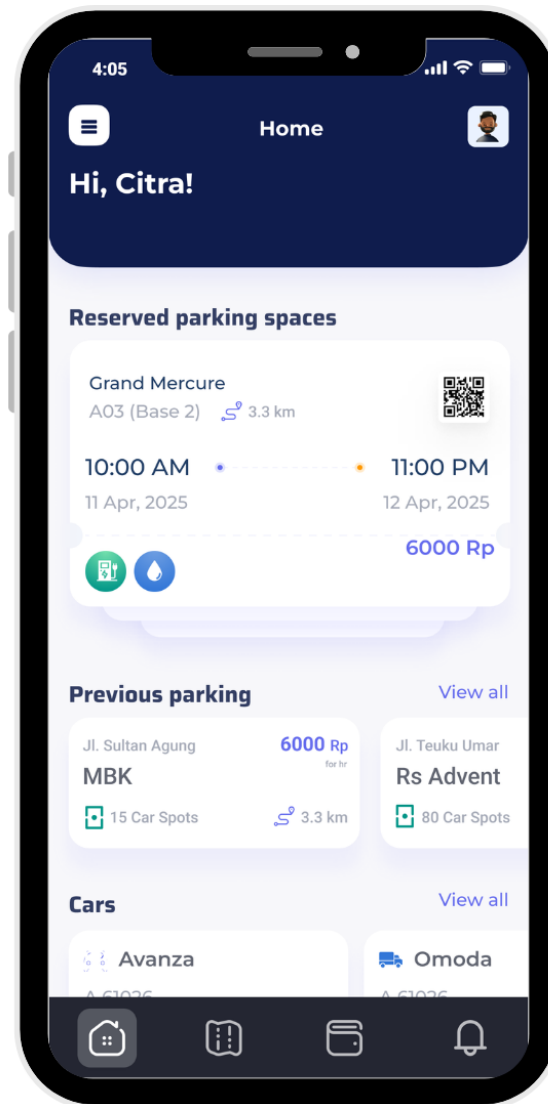 4:05
Home
Hi, Citra!
Reserved parking spaces
Grand Mercure
A03 (Base 2) 3.3 km
10:00 AM 11:00 PM
11 Apr, 2025 12 Apr, 2025
6000 Rp
Previous parking View all
Jl. Sultan Agung 6000 Rp
for hr
MBK
15 Car Spots 3.3 km
Jl. Teuku Umar
Rs Advent
80 Car Spots
Cars View all
Avanza
A 61026
Omoda
A 61026